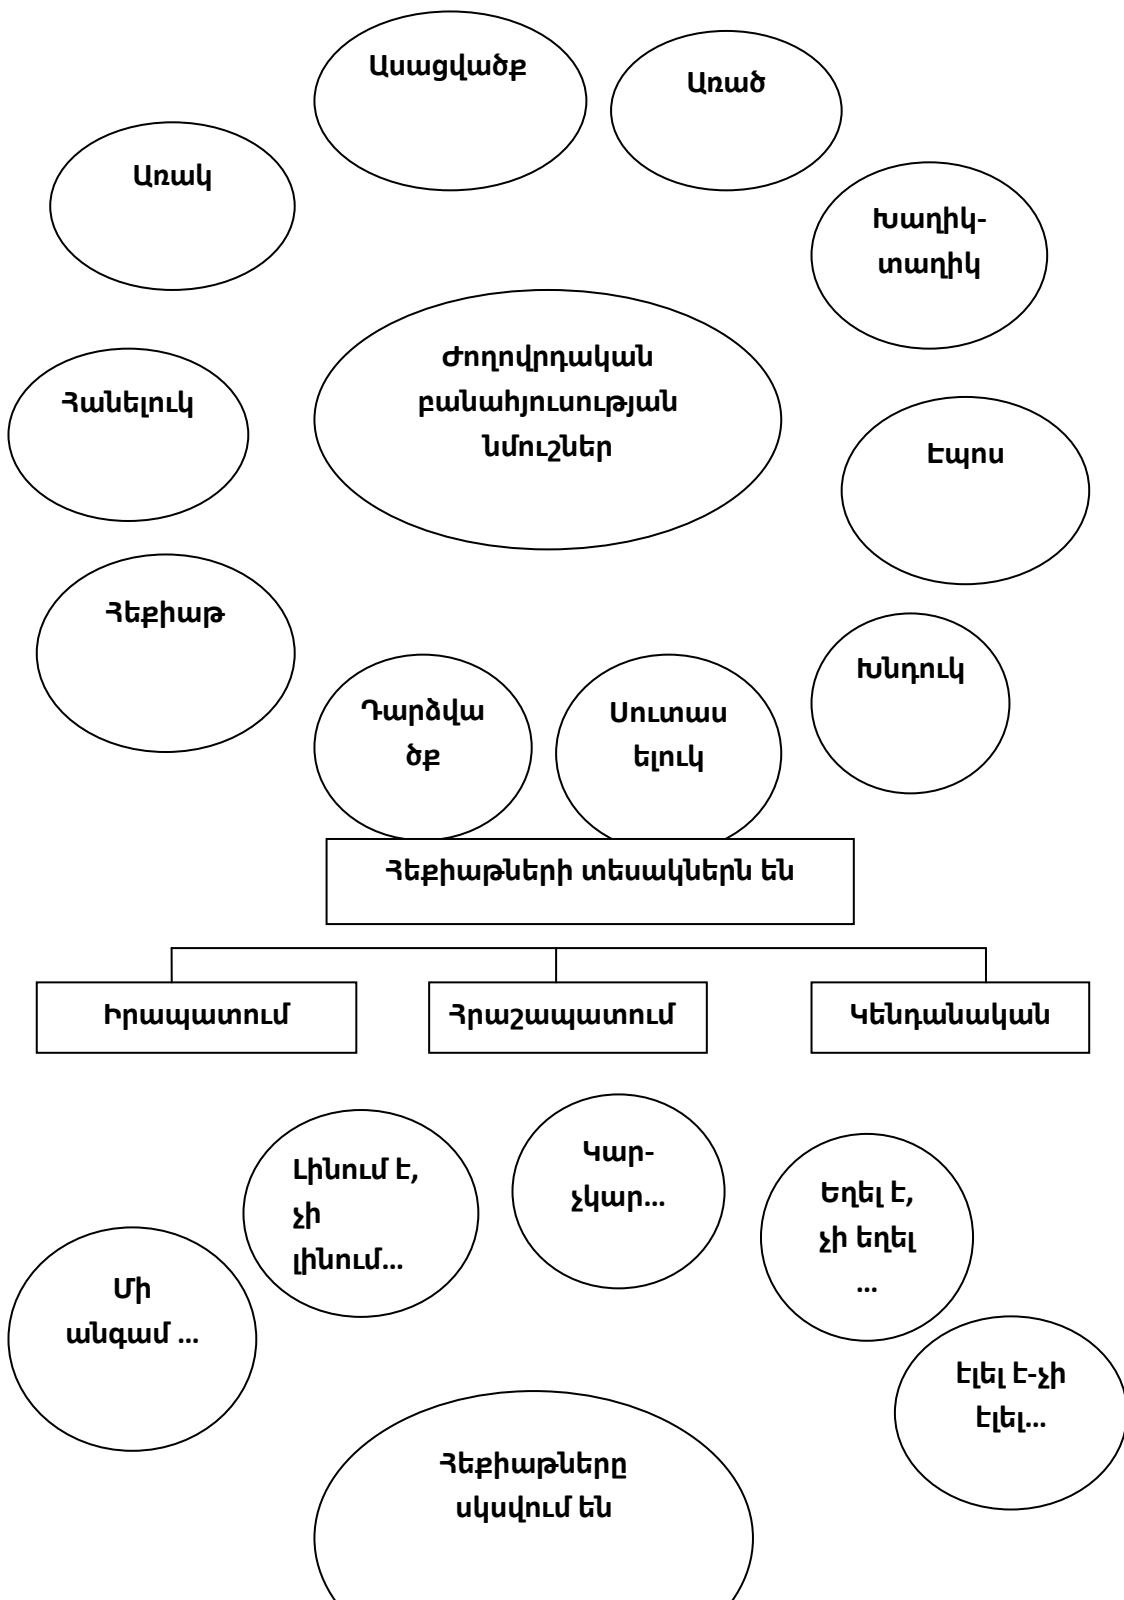 Ասացվածք
Առած
Առակ
Խաղիկ-
տաղիկ
Ժողովրդական
բանահյուսության
նմուշներ
Հանելուկ
Էպոս
Հեքիաթ
Խնդուկ
Դարձվա
ծք
Սուտաս
ելուկ
Հեքիաթների տեսակներն են
Իրապատում
Հրաշապատում
Կենդանական
Մի
անգամ ...
Լինում է,
չի
լինում...
Կար-
չկար...
Եղել է,
չի եղել
...
Էլել է-չի
էլել...
Հեքիաթները
սկսվում են